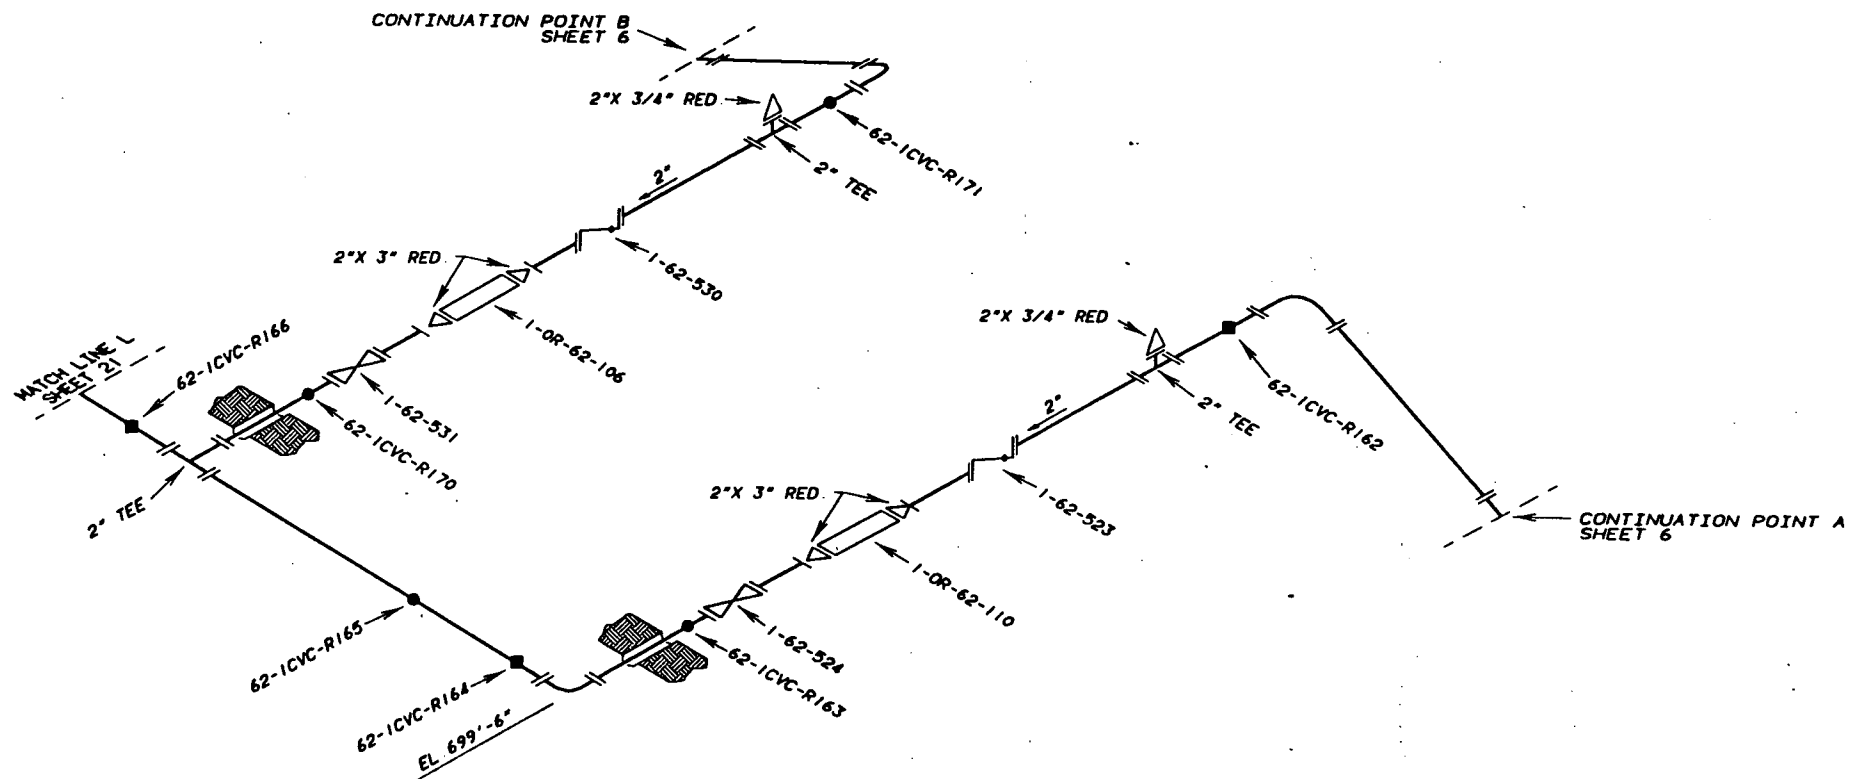 CONTINUATION POINT B
SHEET 6
2"X 3/4" RED
62-1CVC-R171
2" TEE
2"
2"X 3" RED
1-62-530
1-OR-62-106
MATCH LINE L
SHEET 21
62-1CVC-R166
1-62-531
62-1CVC-R170
2" TEE
2"X 3/4" RED
62-1CVC-R162
2" TEE
2"
2"X 3" RED
1-62-523
CONTINUATION POINT A
SHEET 6
1-OR-62-110
62-1CVC-R165
1-62-524
62-1CVC-R163
62-1CVC-R164
EL 699'-6"